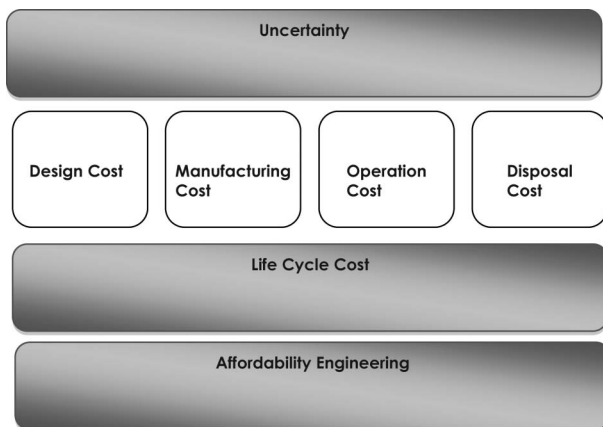 Uncertainty
Design Cost
Manufacturing
Cost
Operation
Cost
Disposal
Cost
Life Cycle Cost
Affordability Engineering